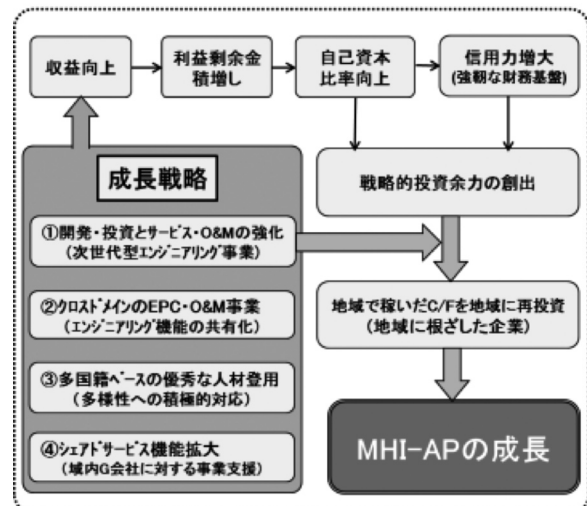 収益向上
利益剰余金
積増し
自己資本
比率向上
信用力増大
(強靭な財務基盤)
成長戦略
①開発・投資とサービス・O&Mの強化
(次世代型ｴﾝｼﾞﾆｱﾘﾝｸﾞ事業)
②ｸﾛｽﾄﾞﾒｲﾝのEPC・O&M事業
(ｴﾝｼﾞﾆｱﾘﾝｸﾞ機能の共有化)
③多国籍ﾍﾞｰｽの優秀な人材登用
(多様性への積極的対応)
④ｼｪｱﾄﾞｻｰﾋﾞｽ機能拡大
(域内G会社に対する事業支援)
戦略的投資余力の創出
地域で稼いだC/Fを地域に再投資
(地域に根ざした企業)
MHI-APの成長